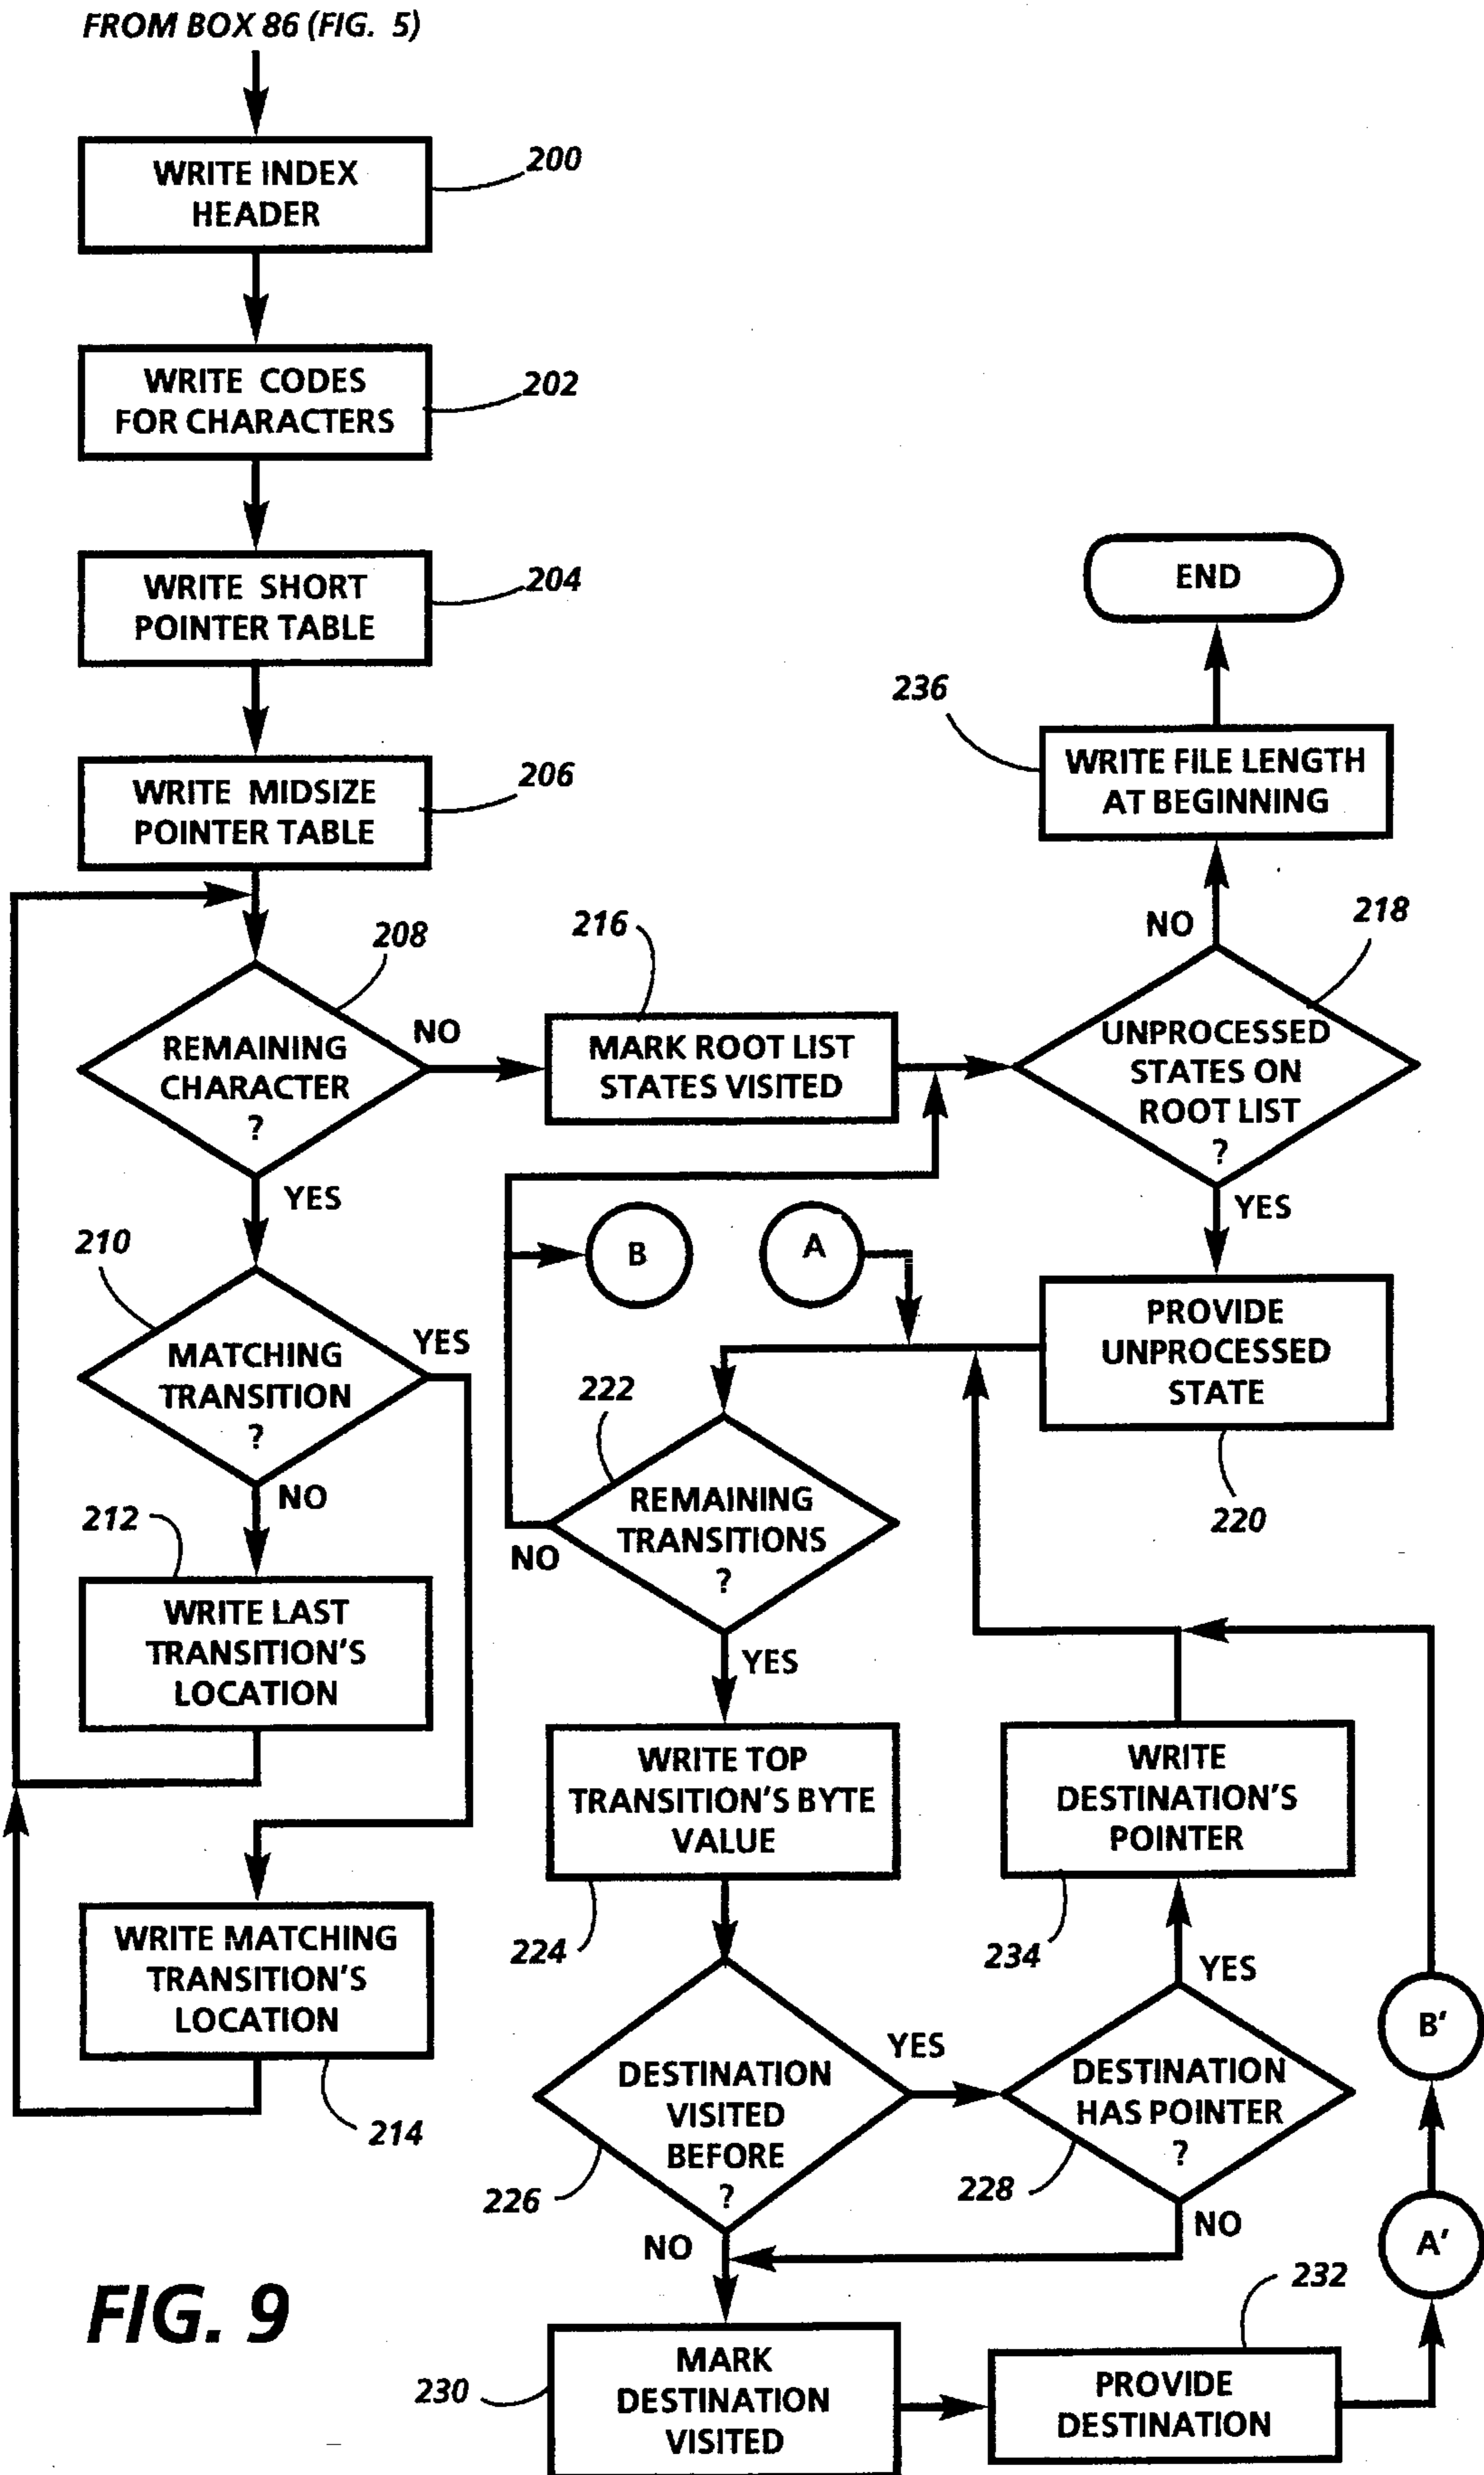 FROM BOX 86 (FIG. 5)
WRITE INDEX
HEADER
200
WRITE CODES
FOR CHARACTERS
202
WRITE SHORT
POINTER TABLE
204
WRITE MIDSIZE
POINTER TABLE
206
END
236
WRITE FILE LENGTH
AT BEGINNING
208
REMAINING
CHARACTER
?
NO
YES
216
MARK ROOT LIST
STATES VISITED
NO
218
UNPROCESSED
STATES ON
ROOT LIST
?
YES
210
MATCHING
TRANSITION
?
YES
NO
B
A
PROVIDE
UNPROCESSED
STATE
220
222
REMAINING
TRANSITIONS
?
NO
YES
212
WRITE LAST
TRANSITION'S
LOCATION
WRITE MATCHING
TRANSITION'S
LOCATION
214
WRITE TOP
TRANSITION'S BYTE
VALUE
224
WRITE
DESTINATION'S
POINTER
234
YES
DESTINATION
VISITED
BEFORE
?
226
YES
NO
DESTINATION
HAS POINTER
?
228
NO
B'
A'
232
MARK
DESTINATION
VISITED
230
PROVIDE
DESTINATION
FIG. 9